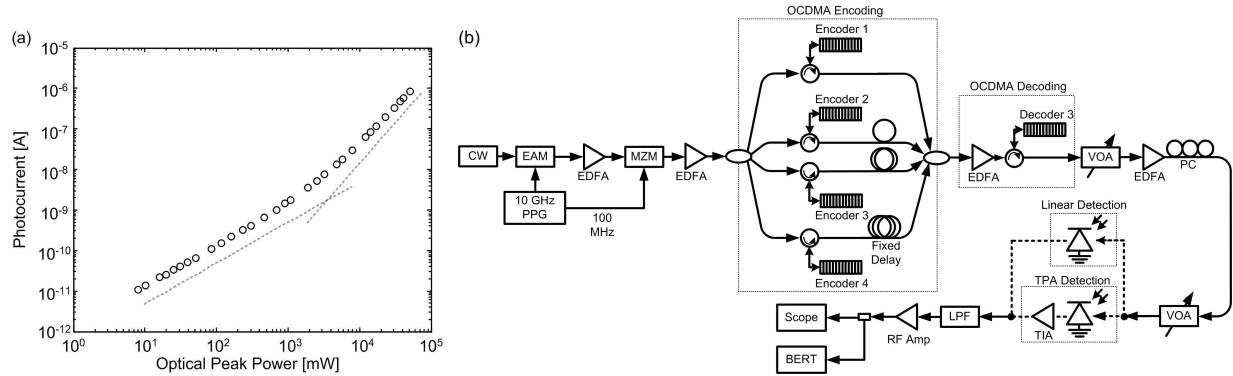 (a)
10^-5
10^-6
10^-7
10^-8
10^-9
10^-10
10^-11
10^-12
Photocurrent [A]
10^0
10^1
10^2
10^3
10^4
10^5
Optical Peak Power [mW]
(b)
OCDMA Encoding
Encoder 1
Encoder 2
Encoder 3
Fixed
Delay
Encoder 4
CW
EAM
EDFA
MZM
EDFA
10 GHz
PPG
100
MHz
OCDMA Decoding
Decoder 3
EDFA
VOA
EDFA
PC
Linear Detection
TPA Detection
TIA
VOA
LPF
RF Amp
Scope
BERT